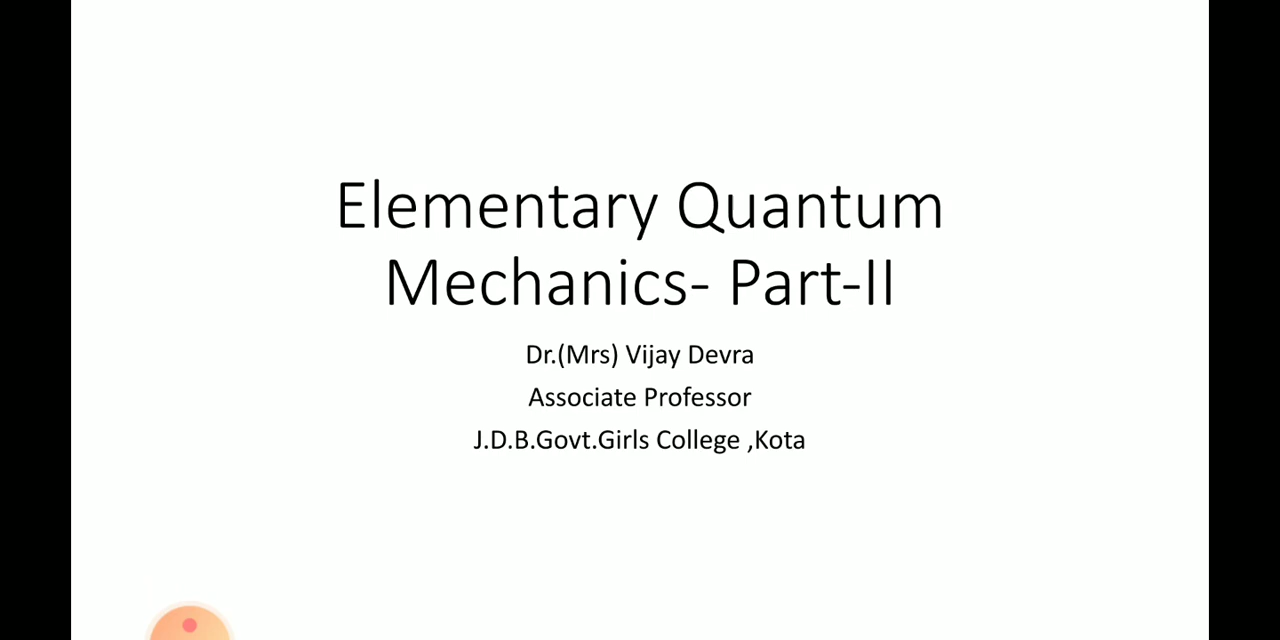 Elementary Quantum
Mechanics- Part-II
Dr.(Mrs) Vijay Devra
Associate Professor
J.D.B.Govt.Girls College ,Kota